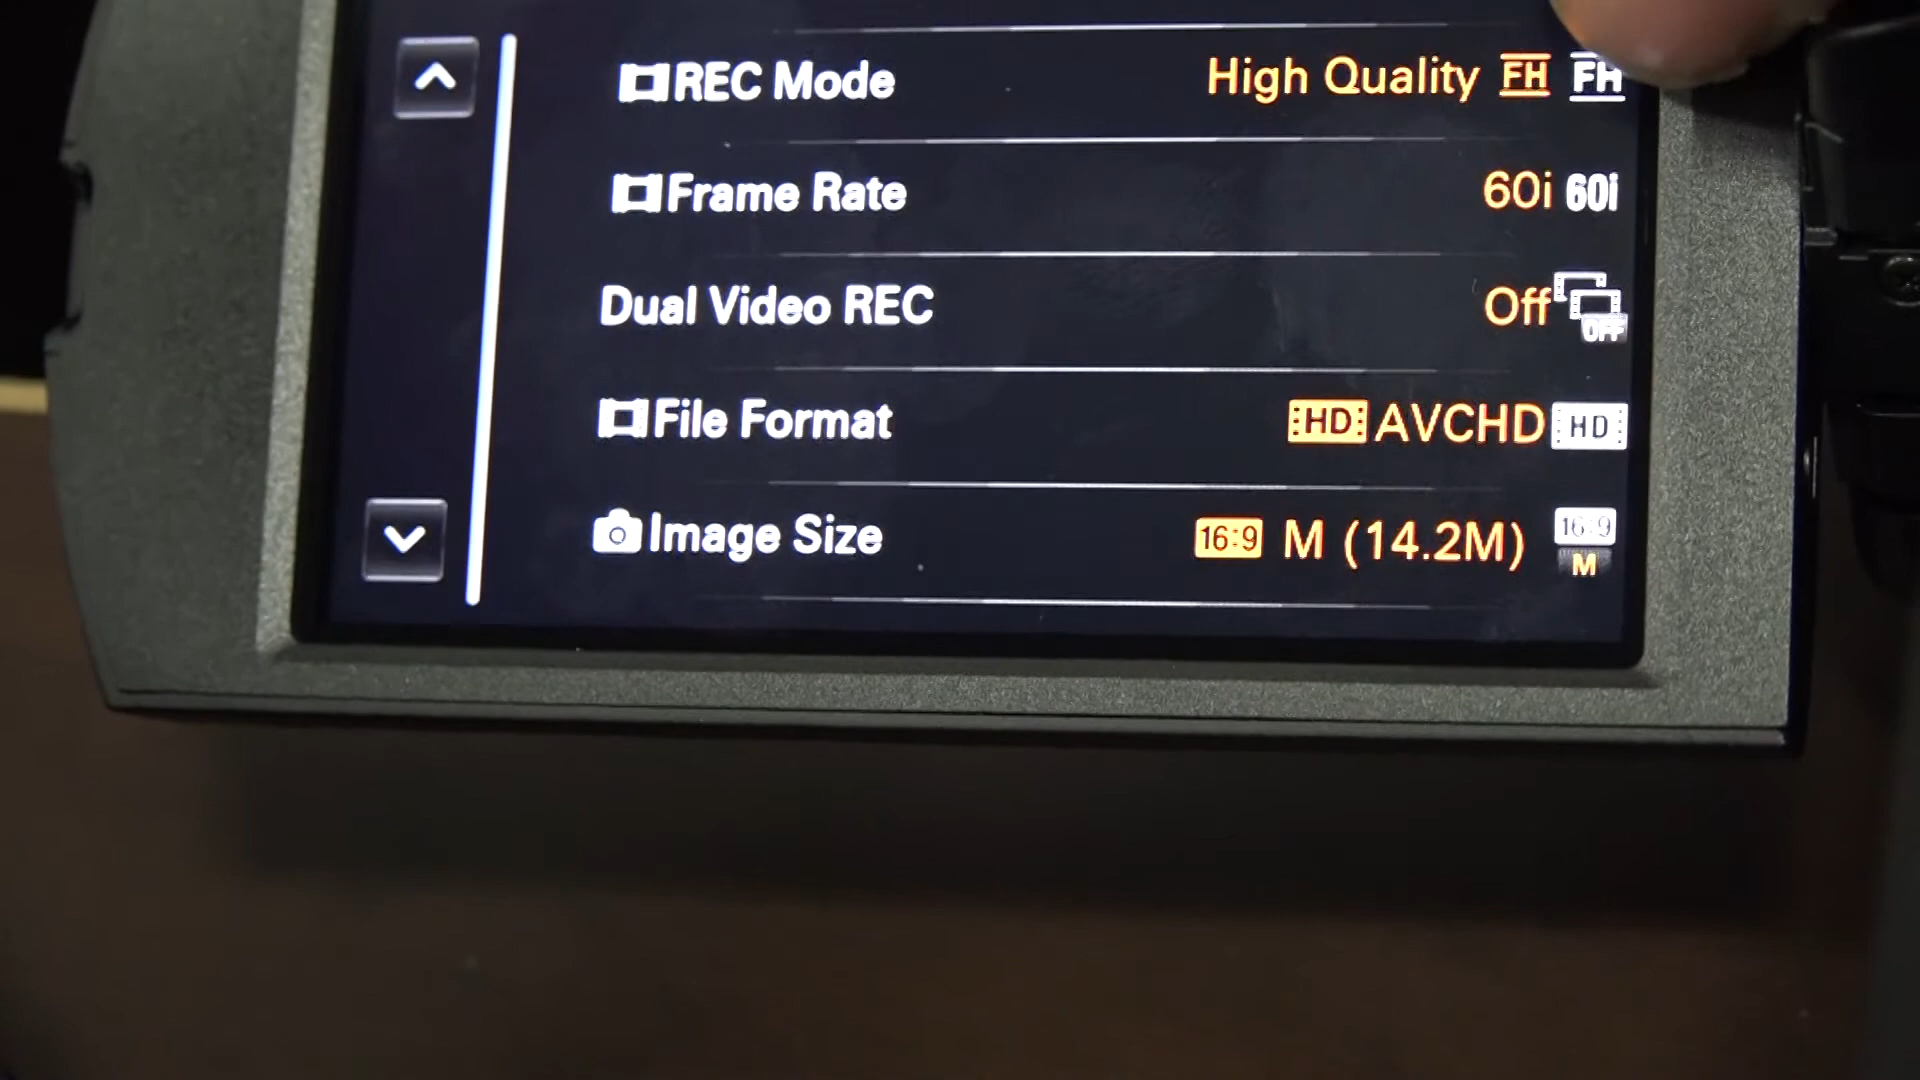 REC Mode High Quality FH FH
Frame Rate 60i 60i
Dual Video REC Off OFF
File Format HD AVCHD HD
Image Size 16:9 M (14.2M) 16:9 M